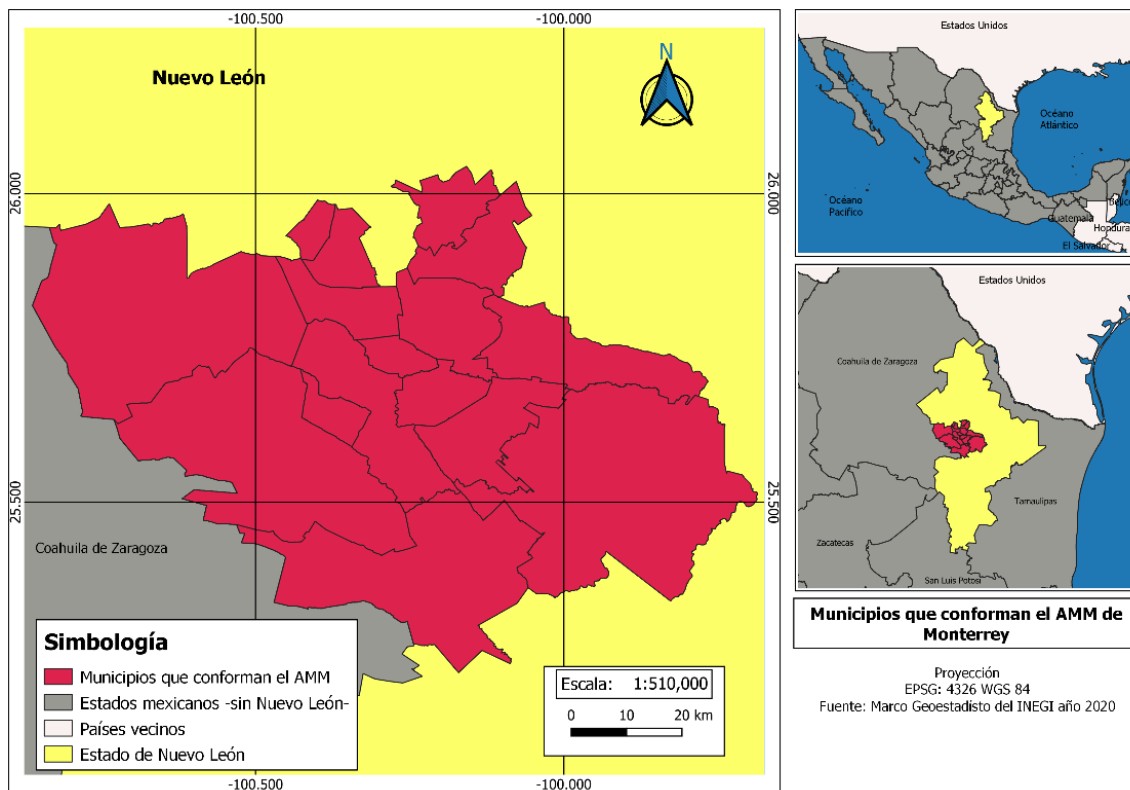 -100.500
-100.000
Nuevo León
N
26.000
26.000
25.500
25.500
Coahuila de Zaragoza
Simbología
Municipios que conforman el AMM
Estados mexicanos -sin Nuevo León-
Países vecinos
Estado de Nuevo León
Escala: 1:510,000
0 10 20 km
-100.500
-100.000
Estados Unidos
Océano
Atlántico
Océano
Pacifico
Guatemala
Hondura
El Salvador
Estados Unidos
Coahuila de Zaragoza
Tamaulipas
Zacatecas
San Luis Potosí
Municipios que conforman el AMM de
Monterrey
Proyección
EPSG: 4326 WGS 84
Fuente: Marco Geoestadisto del INEGI año 2020